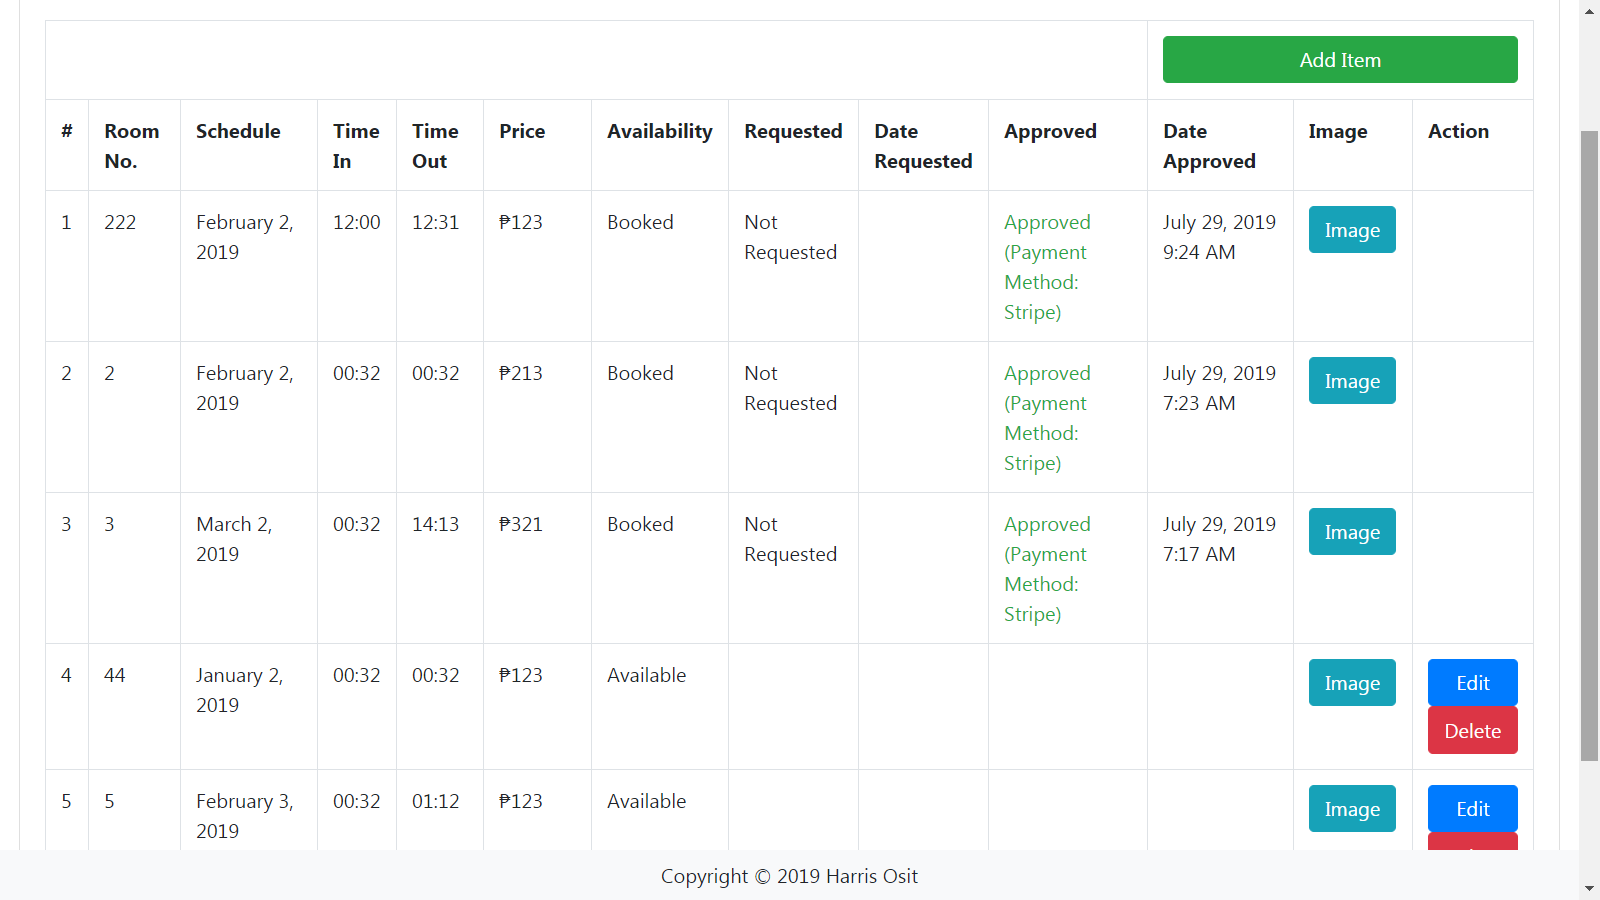 Add Item
# Room No. Schedule Time In Time Out Price Availability Requested Date Requested Approved Date Approved Image Action
1 222 February 2, 2019 12:00 12:31 ₱123 Booked Not Requested Approved (Payment Method: Stripe) July 29, 2019 9:24 AM Image
2 2 February 2, 2019 00:32 00:32 ₱213 Booked Not Requested Approved (Payment Method: Stripe) July 29, 2019 7:23 AM Image
3 3 March 2, 2019 00:32 14:13 ₱321 Booked Not Requested Approved (Payment Method: Stripe) July 29, 2019 7:17 AM Image
4 44 January 2, 2019 00:32 00:32 ₱123 Available Image Edit Delete
5 5 February 3, 2019 00:32 01:12 ₱123 Available Image Edit
Copyright © 2019 Harris Osit